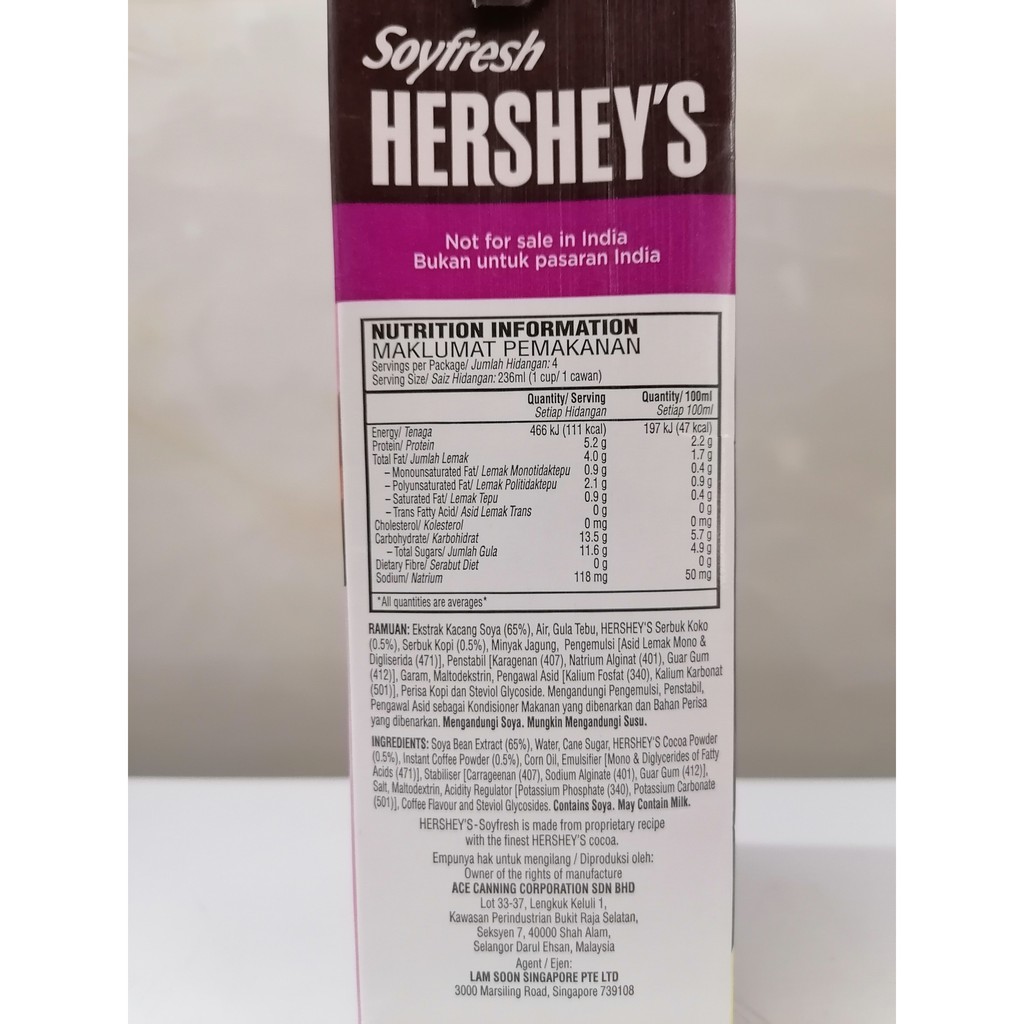 Soyfresh
HERSHEY'S
Not for sale in India
Bukan untuk pasaran India
NUTRITION INFORMATION
MAKLUMAT PEMAKANAN
Servings per Package/ Jumlah Hidangan: 4
Serving Size/ Saiz Hidangan: 236ml (1 cup/ 1 cawan)
Quantity/ Serving Quantity/ 100ml
Setiap Hidangan Setiap 100ml
Energy/ Tenaga 466 kJ (111 kcal) 197 kJ (47 kcal)
Protein/ Protein 5.2 g 2.2 g
Total Fat/ Jumlah Lemak 4.0 g 1.7 g
– Monounsaturated Fat/ Lemak Monotidaktepu 0.9 g 0.4 g
– Polyunsaturated Fat/ Lemak Politidaktepu 2.1 g 0.9 g
– Saturated Fat/ Lemak Tepu 0.9 g 0.4 g
– Trans Fatty Acid/ Asid Lemak Trans 0 g 0 g
Cholesterol/ Kolesterol 0 mg 0 mg
Carbohydrate/ Karbohidrat 13.5 g 5.7 g
– Total Sugars/ Jumlah Gula 11.6 g 4.9 g
Dietary Fibre/ Serabut Diet 0 g 0 g
Sodium/ Natrium 118 mg 50 mg
*All quantities are averages*
RAMUAN: Ekstrak Kacang Soya (65%), Air, Gula Tebu, HERSHEY'S Serbuk Koko
(0.5%), Serbuk Kopi (0.5%), Minyak Jagung, Pengemulsi [Asid Lemak Mono &
Digliserida (471)], Penstabil [Karagenan (407), Natrium Alginat (401), Guar Gum
(412)], Garam, Maltodekstrin, Pengawal Asid [Kalium Fosfat (340), Kalium Karbonat
(501)], Perisa Kopi dan Steviol Glycoside. Mengandungi Pengemulsi, Penstabil,
Pengawal Asid sebagai Kondisioner Makanan yang dibenarkan dan Bahan Perisa
yang dibenarkan. Mengandungi Soya. Mungkin Mengandungi Susu.
INGREDIENTS: Soya Bean Extract (65%), Water, Cane Sugar, HERSHEY'S Cocoa Powder
(0.5%), Instant Coffee Powder (0.5%), Corn Oil, Emulsifier [Mono & Diglycerides of Fatty
Acids (471)], Stabiliser [Carrageenan (407), Sodium Alginate (401), Guar Gum (412)],
Salt, Maltodextrin, Acidity Regulator [Potassium Phosphate (340), Potassium Carbonate
(501)], Coffee Flavour and Steviol Glycosides. Contains Soya. May Contain Milk.
HERSHEY'S-Soyfresh is made from proprietary recipe
with the finest HERSHEY'S cocoa.
Empunya hak untuk mengilang / Diproduksi oleh:
Owner of the rights of manufacture
ACE CANNING CORPORATION SDN BHD
Lot 33-37, Lengkuk Keluli 1,
Kawasan Perindustrian Bukit Raja Selatan,
Seksyen 7, 40000 Shah Alam,
Selangor Darul Ehsan, Malaysia
Agent / Ejen:
LAM SOON SINGAPORE PTE LTD
3000 Marsiling Road, Singapore 739108